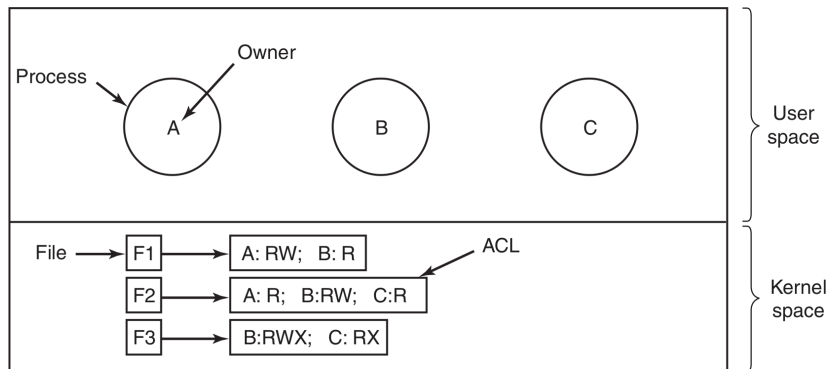 Owner
Process
A
B
C
User
space
File
F1
A: RW; B: R
ACL
F2
A: R; B:RW; C:R
F3
B:RWX; C: RX
Kernel
space